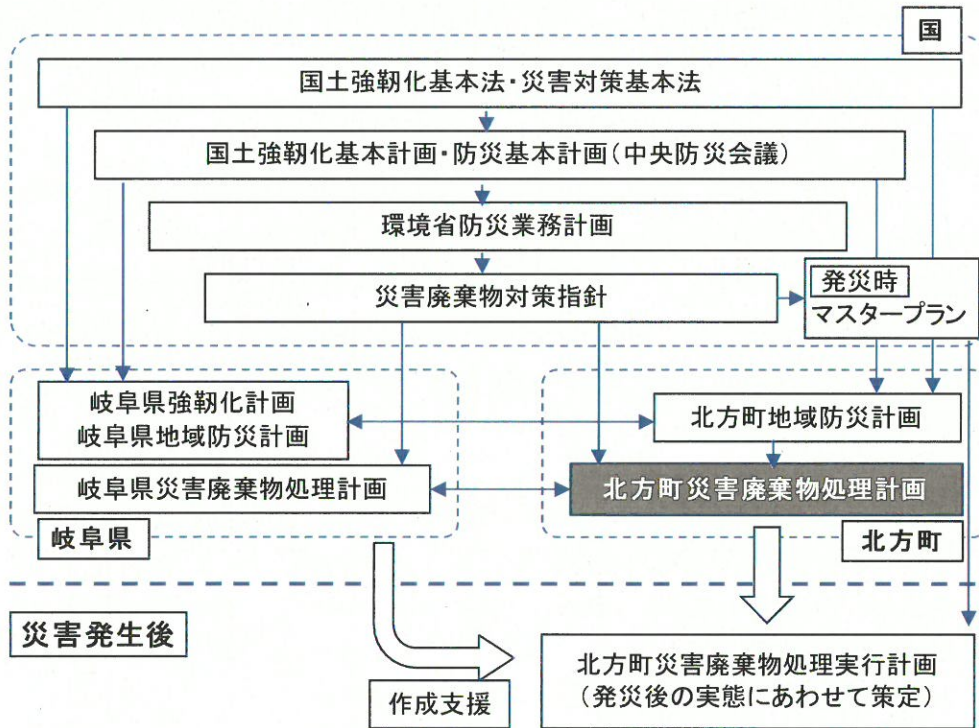 国
国土強靭化基本法・災害対策基本法
国土強靭化基本計画・防災基本計画(中央防災会議)
環境省防災業務計画
災害廃棄物対策指針
発災時
マスタープラン
岐阜県強靭化計画
岐阜県地域防災計画
北方町地域防災計画
岐阜県災害廃棄物処理計画
北方町災害廃棄物処理計画
岐阜県
北方町
災害発生後
作成支援
北方町災害廃棄物処理実行計画
(発災後の実態にあわせて策定)